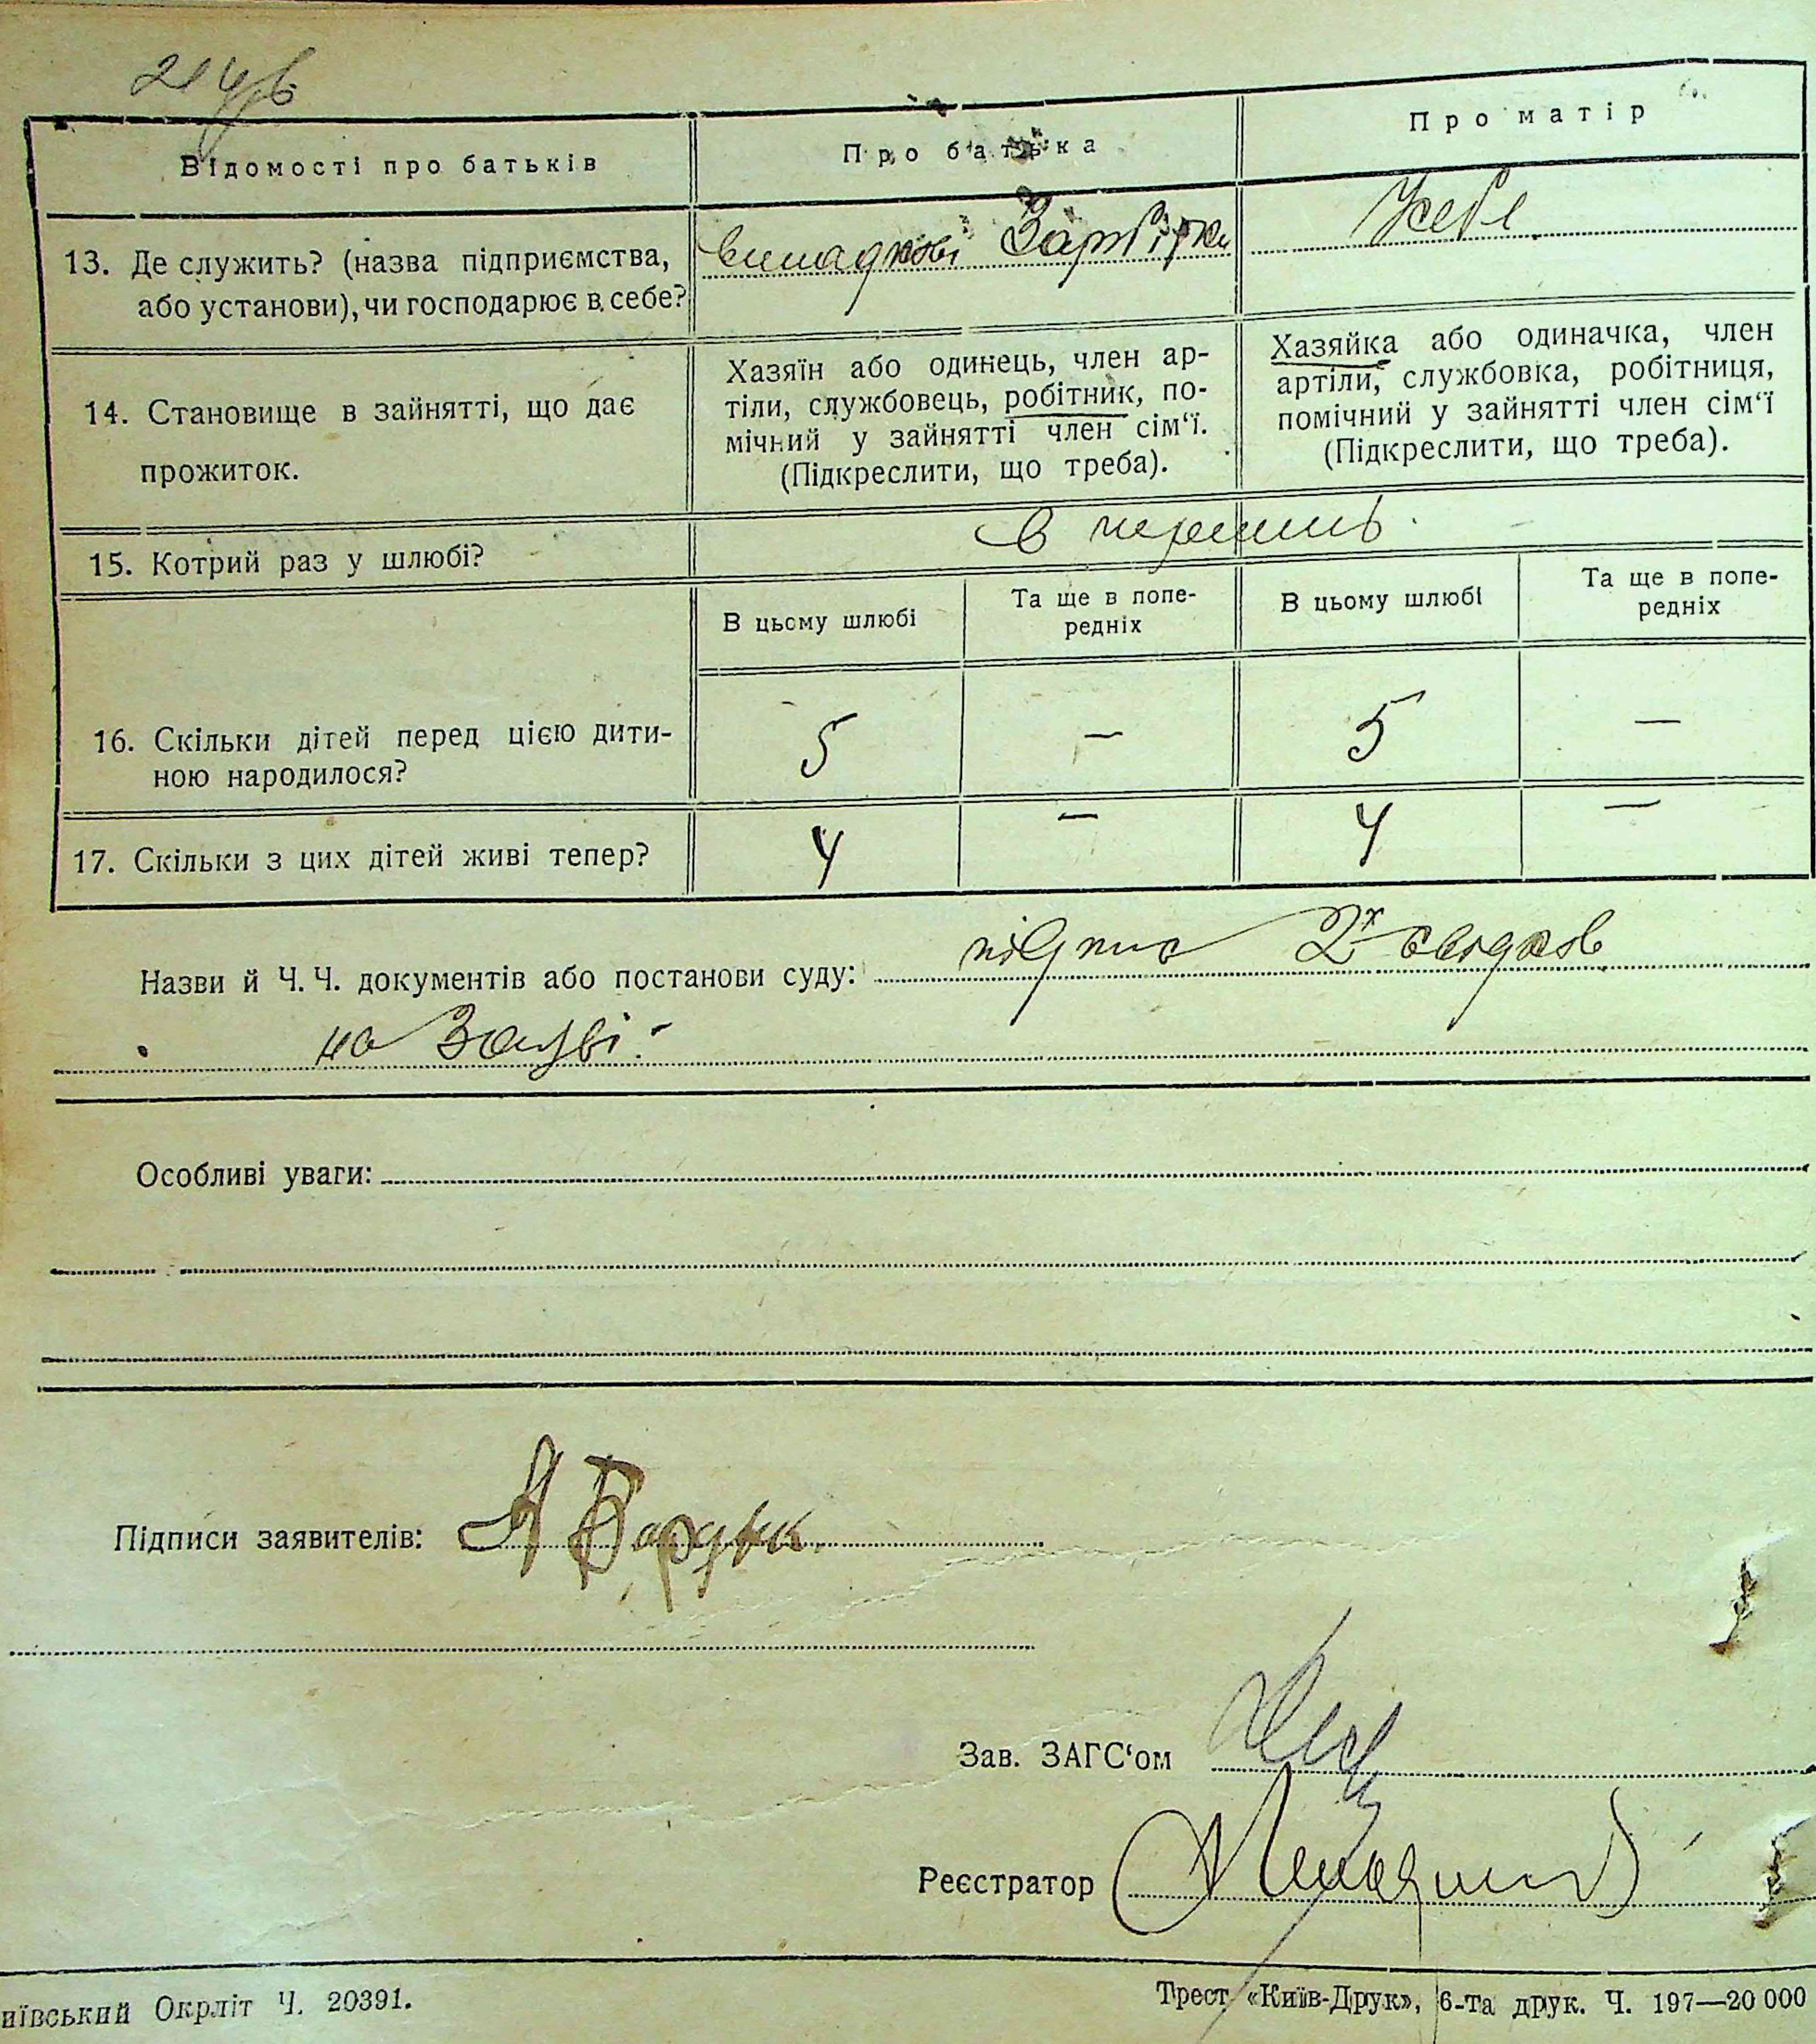 Відомості про батьків
Про батька
Про матір
13. Де служить? (назва підприємства,
або установи), чи господарює в себе?
випадкові Заробітки
У себе
14. Становище в зайнятті, що дає
прожиток.
Хазяїн або одинець, член ар-
тіли, службовець, робітник, по-
мічний у зайнятті член сім‘ї.
(Підкреслити, що треба).
Хазяйка або одиначка, член
артіли, службовка, робітниця,
помічний у зайнятті член сім‘ї
(Підкреслити, що треба).
15. Котрий раз у шлюбі?
В цьому шлюбі
Та ще в попе-
редніх
В цьому шлюбі
Та ще в попе-
редніх
16. Скільки дітей перед цією дити-
ною народилося?
5 — 5 —
17. Скільки з цих дітей живі тепер?
4 — 4 —
Назви й Ч. Ч. документів або постанови суду: підпис 2х свідков
на Заяві.
Особливі уваги:
Підписи заявителів:
Зав. ЗАГС‘ом
Реєстратор
иївський Окрліт Ч. 20391.
Трест «Київ-Друк», 6-та друк. Ч. 197—20 000